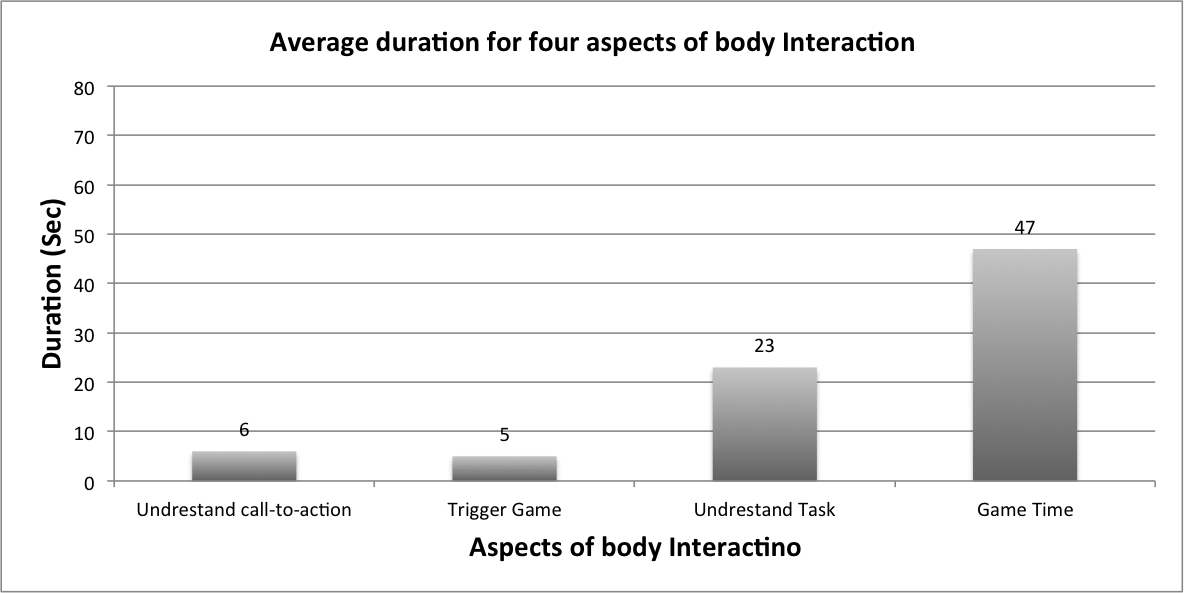 Average duration for four aspects of body Interaction
80
70
60
50
40
30
20
10
0
Duration (Sec)
6
5
23
47
Undrestand call-to-action
Trigger Game
Undrestand Task
Game Time
Aspects of body Interactino